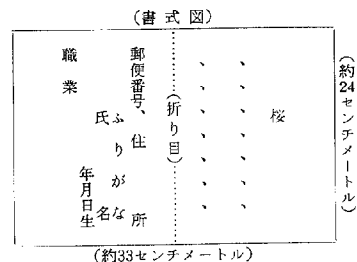 (書式図)
桜
、、、、、、、
、、、、、、、
(折り目)
郵便番号、住所
ふりがな
氏名
年月日生
職業
(約24センチメートル)
(約33センチメートル)